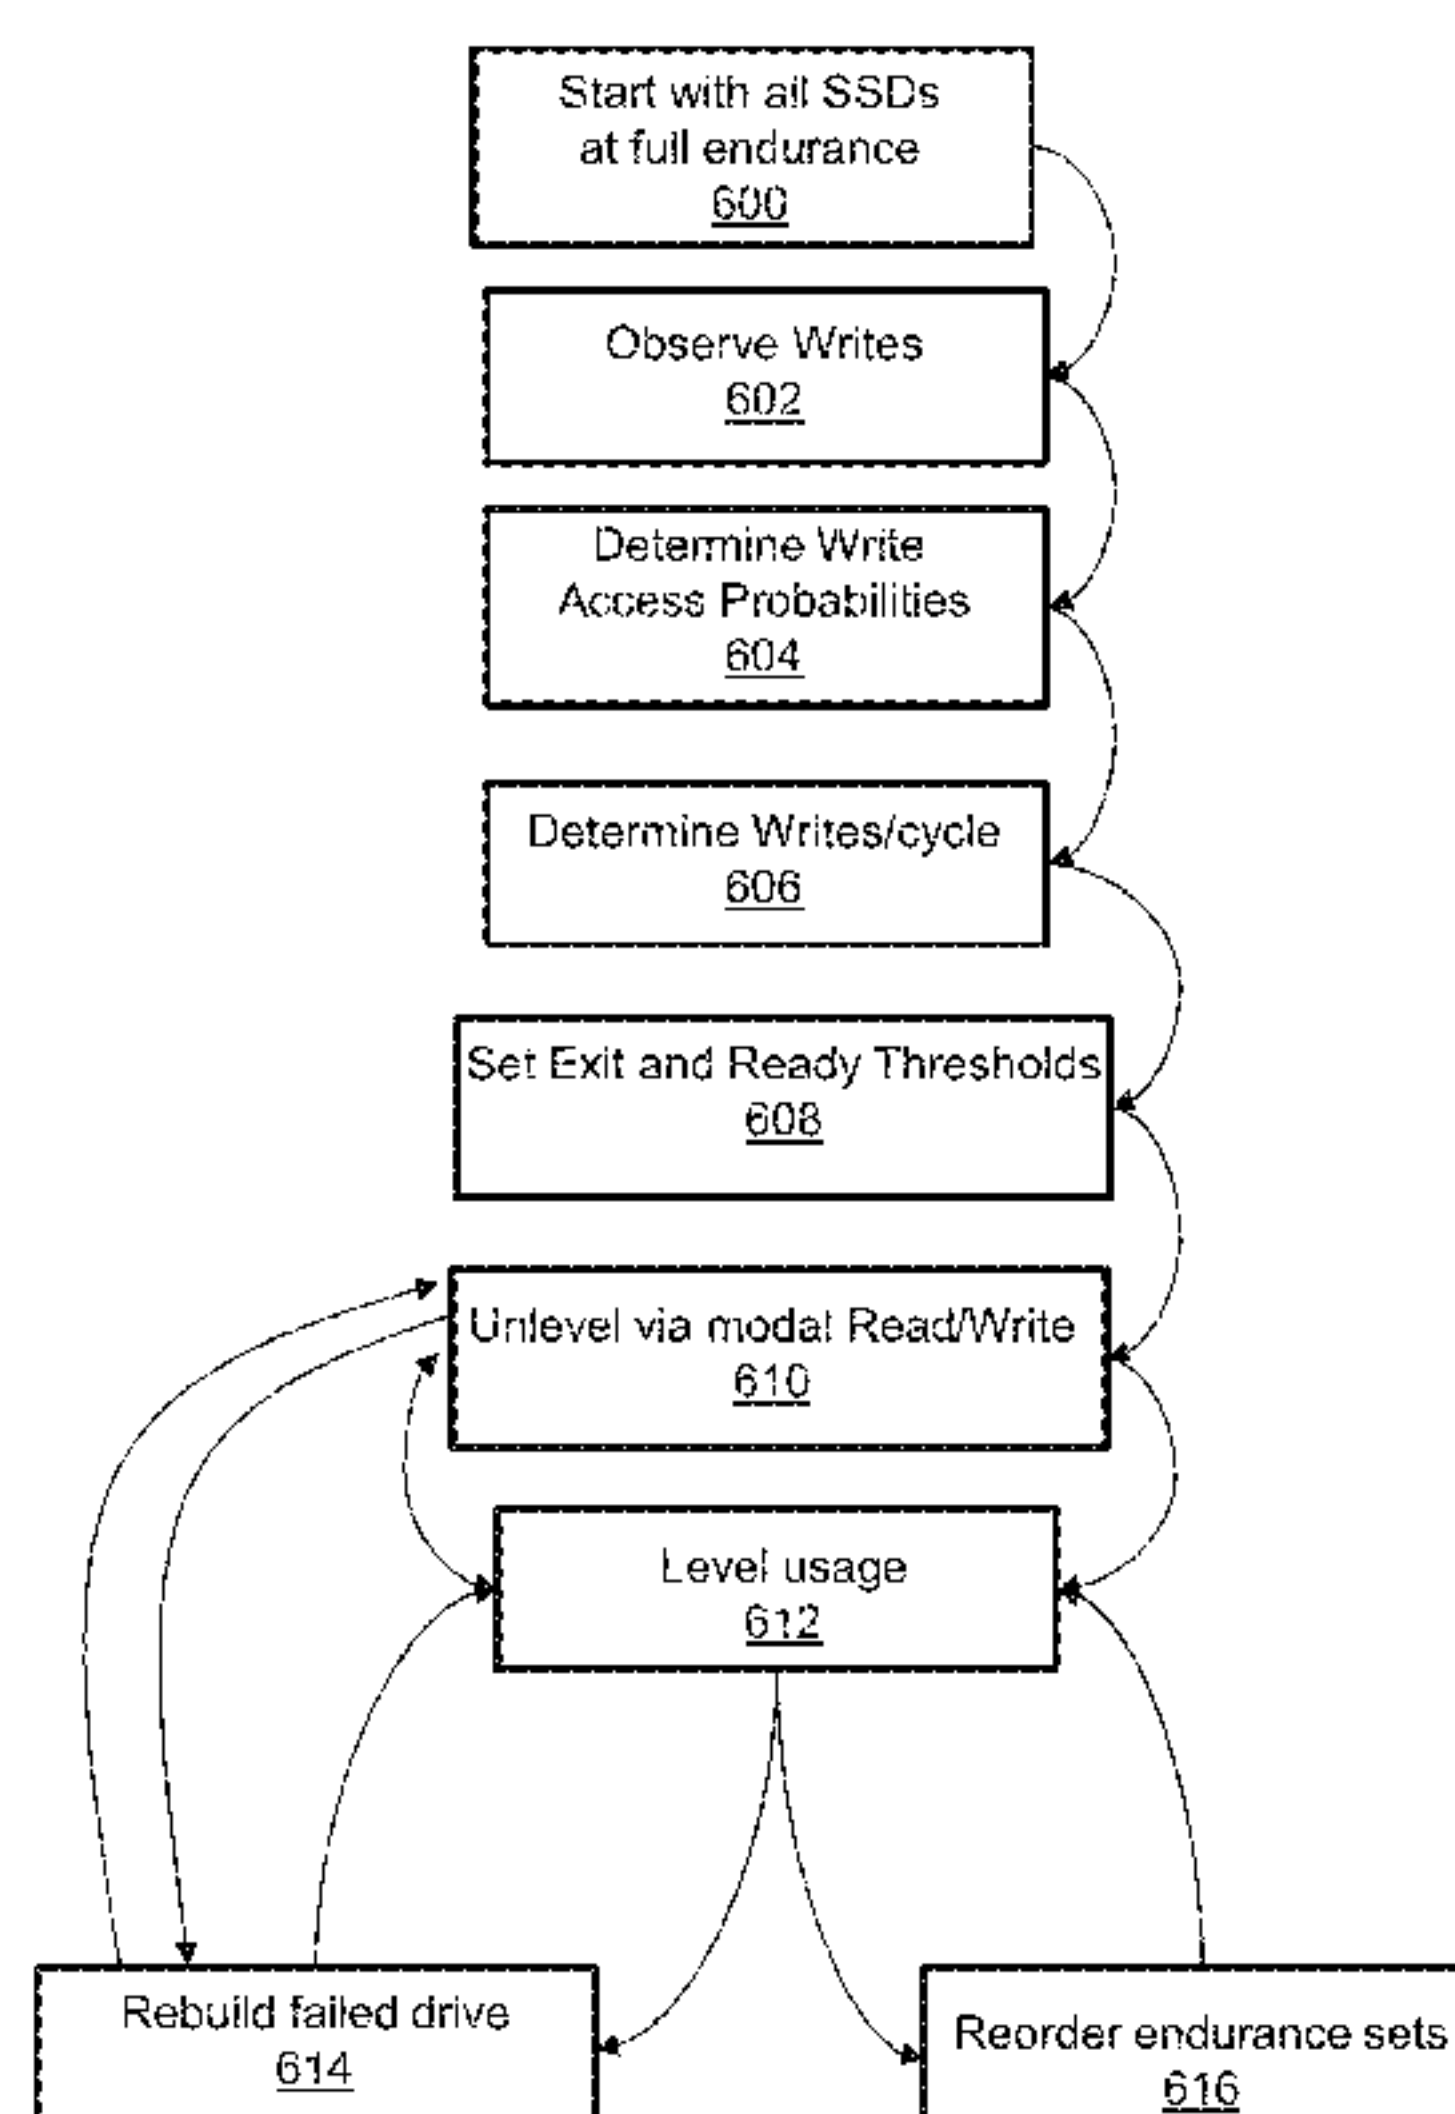 Start with all SSDs
at full endurance
600
Observe Writes
602
Determine Write
Access Probabilities
604
Determine Writes/cycle
606
Set Exit and Ready Thresholds
608
Unlevel via modal Read/Write
610
Level usage
612
Rebuild failed drive
614
Reorder endurance sets
616